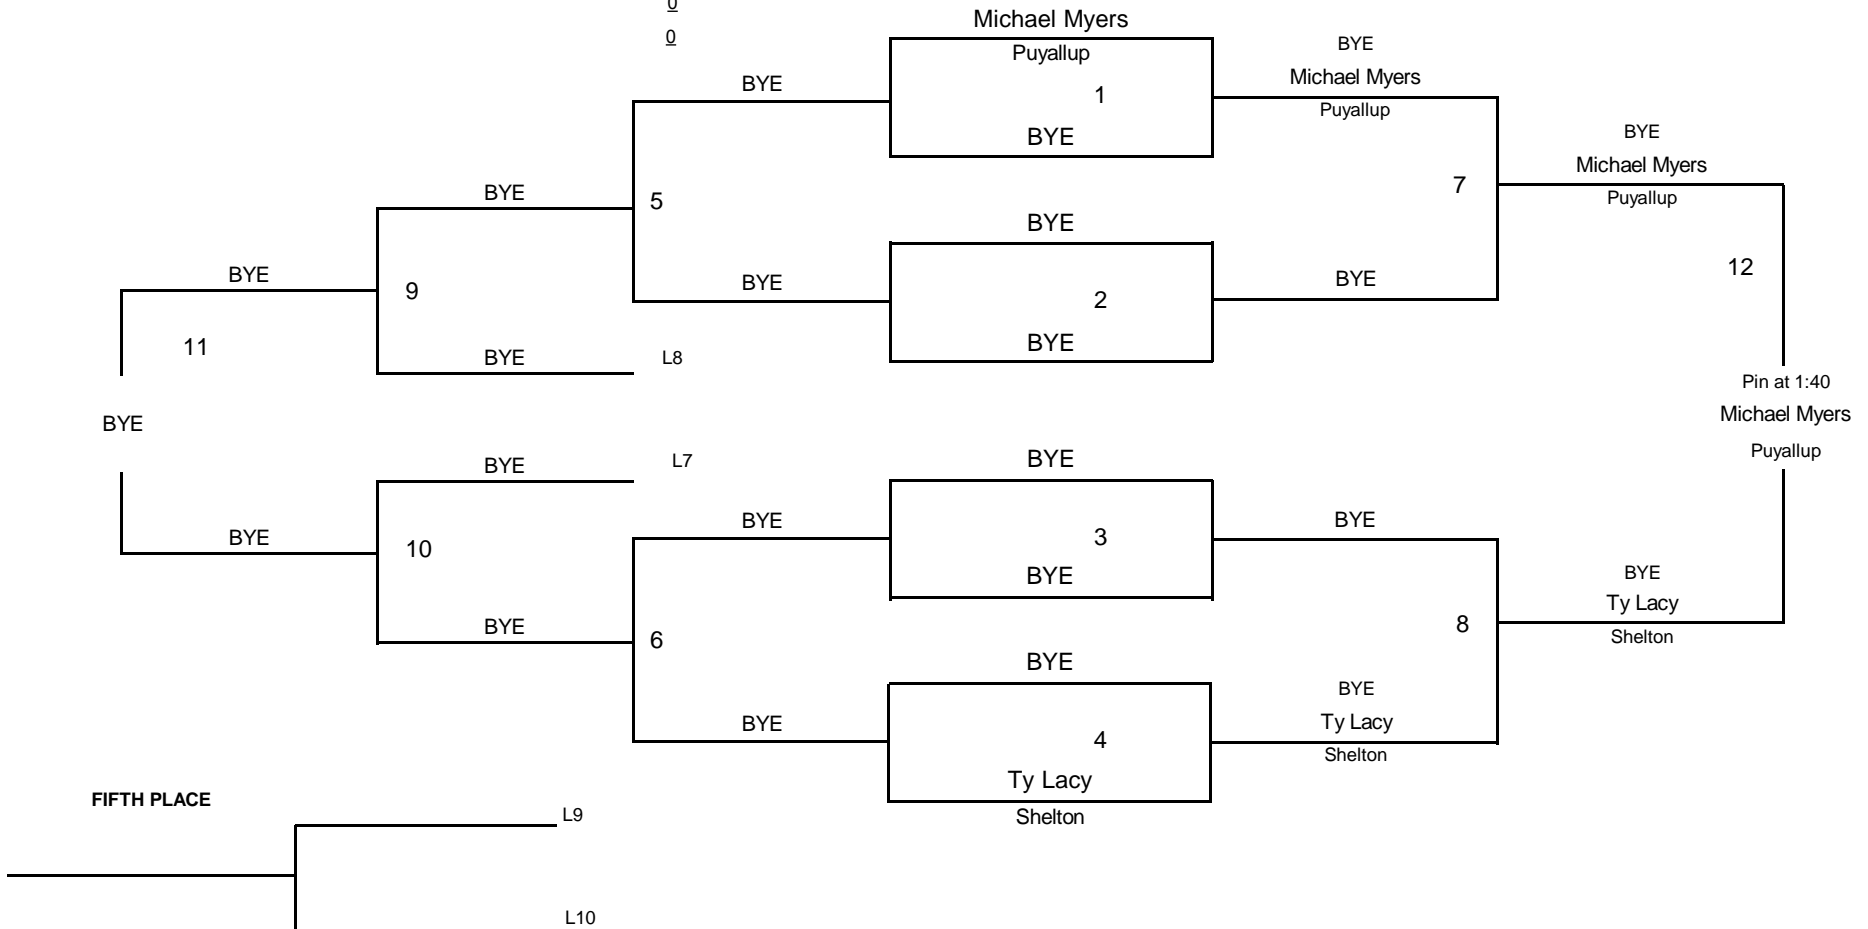 0
0
Michael Myers
BYE
Puyallup
Michael Myers
BYE
1
Puyallup
BYE
BYE
Michael Myers
7
BYE
5
Puyallup
BYE
BYE
12
BYE
BYE
9
2
BYE
11
BYE
L8
Pin at 1:40
Michael Myers
BYE
Puyallup
BYE
L7
BYE
BYE
BYE
BYE
3
10
BYE
BYE
Ty Lacy
BYE
8
6
Shelton
BYE
BYE
BYE
Ty Lacy
4
Shelton
Ty Lacy
FIFTH PLACE
L9
Shelton
L10